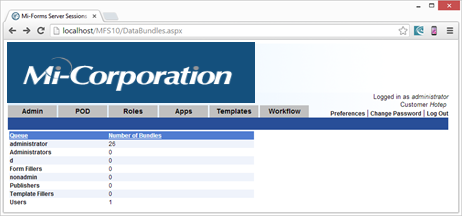 Mi-Forms Server Sessions
localhost/MFS10/DataBundles.aspx
Mi-Corporation
Logged in as administrator
Customer Hotep
Admin POD Roles Apps Templates Workflow
Preferences | Change Password | Log Out
Queue Number of Bundles
administrator 26
Administrators 0
d 0
Form Fillers 0
nonadmin 0
Publishers 0
Template Fillers 0
Users 1